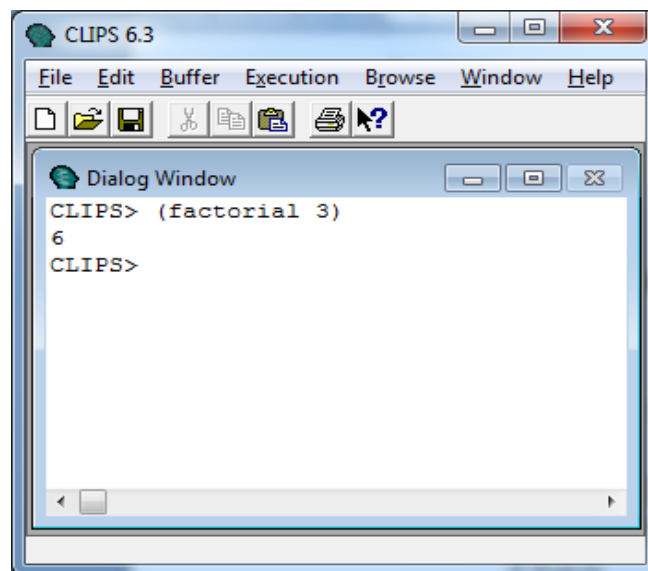 CLIPS 6.3
File Edit Buffer Execution Browse Window Help
Dialog Window
CLIPS> (factorial 3)
6
CLIPS>